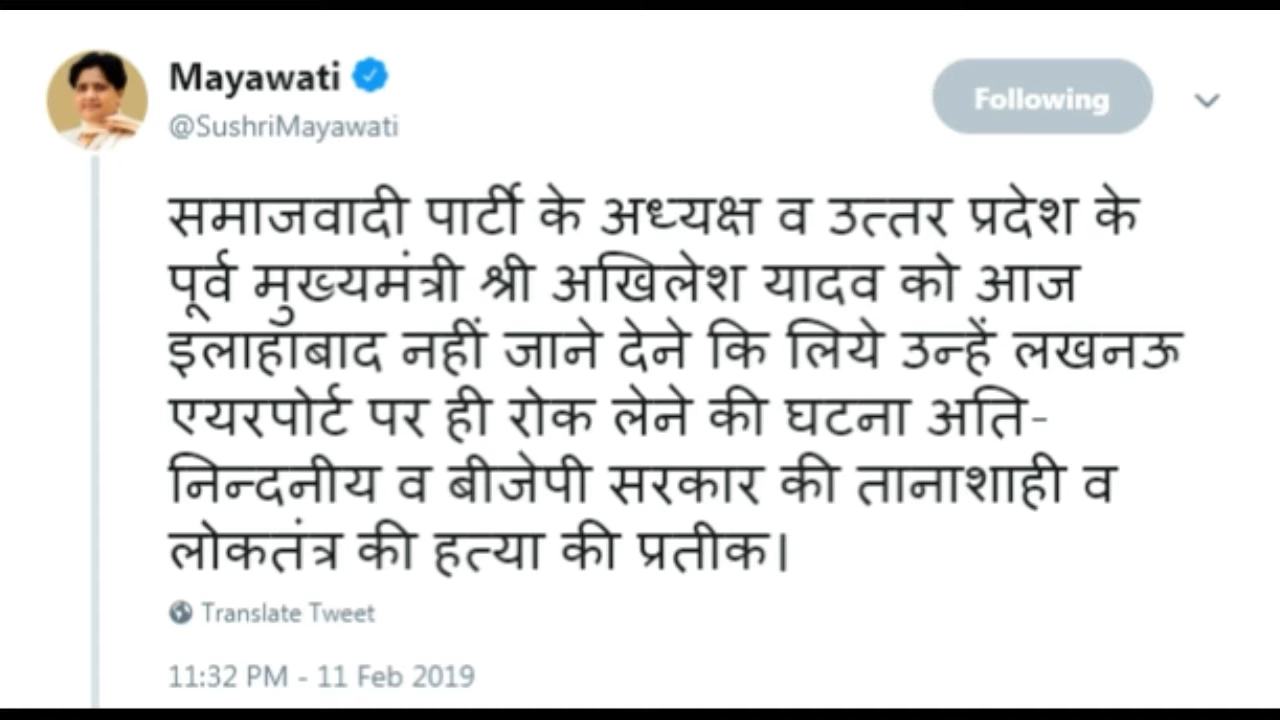 Mayawati
@SushriMayawati
Following
समाजवादी पार्टी के अध्यक्ष व उत्तर प्रदेश के
पूर्व मुख्यमंत्री श्री अखिलेश यादव को आज
इलाहाबाद नहीं जाने देने कि लिये उन्हें लखनऊ
एयरपोर्ट पर ही रोक लेने की घटना अति-
निन्दनीय व बीजेपी सरकार की तानाशाही व
लोकतंत्र की हत्या की प्रतीक।
Translate Tweet
11:32 PM - 11 Feb 2019